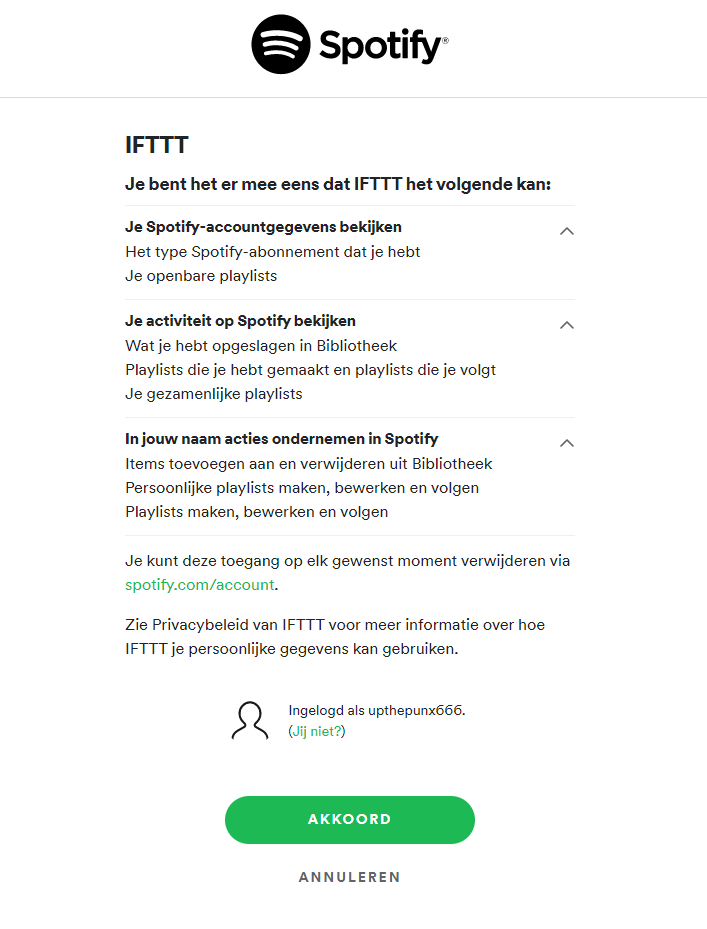 Spotify®
IFTTT
Je bent het er mee eens dat IFTTT het volgende kan:
Je Spotify-accountgegevens bekijken
Het type Spotify-abonnement dat je hebt
Je openbare playlists
Je activiteit op Spotify bekijken
Wat je hebt opgeslagen in Bibliotheek
Playlists die je hebt gemaakt en playlists die je volgt
Je gezamenlijke playlists
In jouw naam acties ondernemen in Spotify
Items toevoegen aan en verwijderen uit Bibliotheek
Persoonlijke playlists maken, bewerken en volgen
Playlists maken, bewerken en volgen
Je kunt deze toegang op elk gewenst moment verwijderen via
spotify.com/account.
Zie Privacybeleid van IFTTT voor meer informatie over hoe
IFTTT je persoonlijke gegevens kan gebruiken.
Ingelogd als upthepunx666.
(Jij niet?)
AKKOORD
ANNULEREN